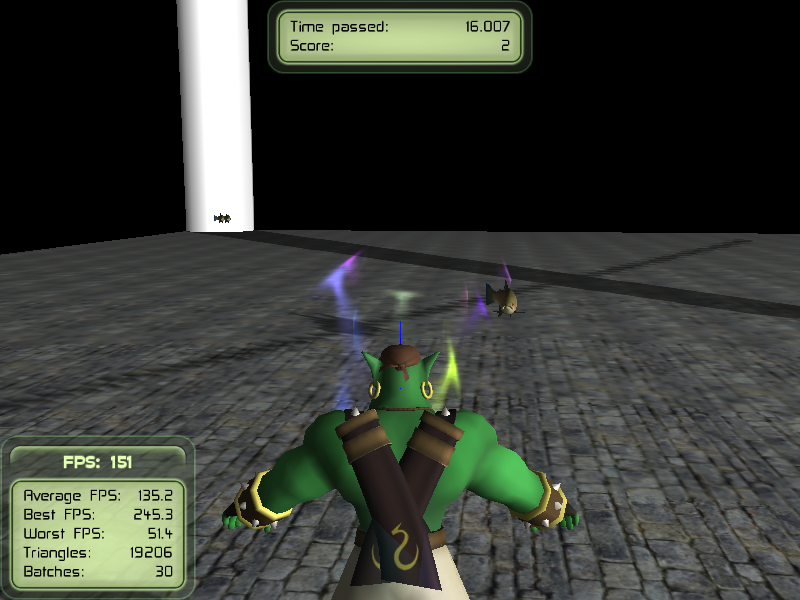 Time passed: 16.007
Score: 2
FPS: 151
Average FPS: 135.2
Best FPS: 245.3
Worst FPS: 51.4
Triangles: 19206
Batches: 30